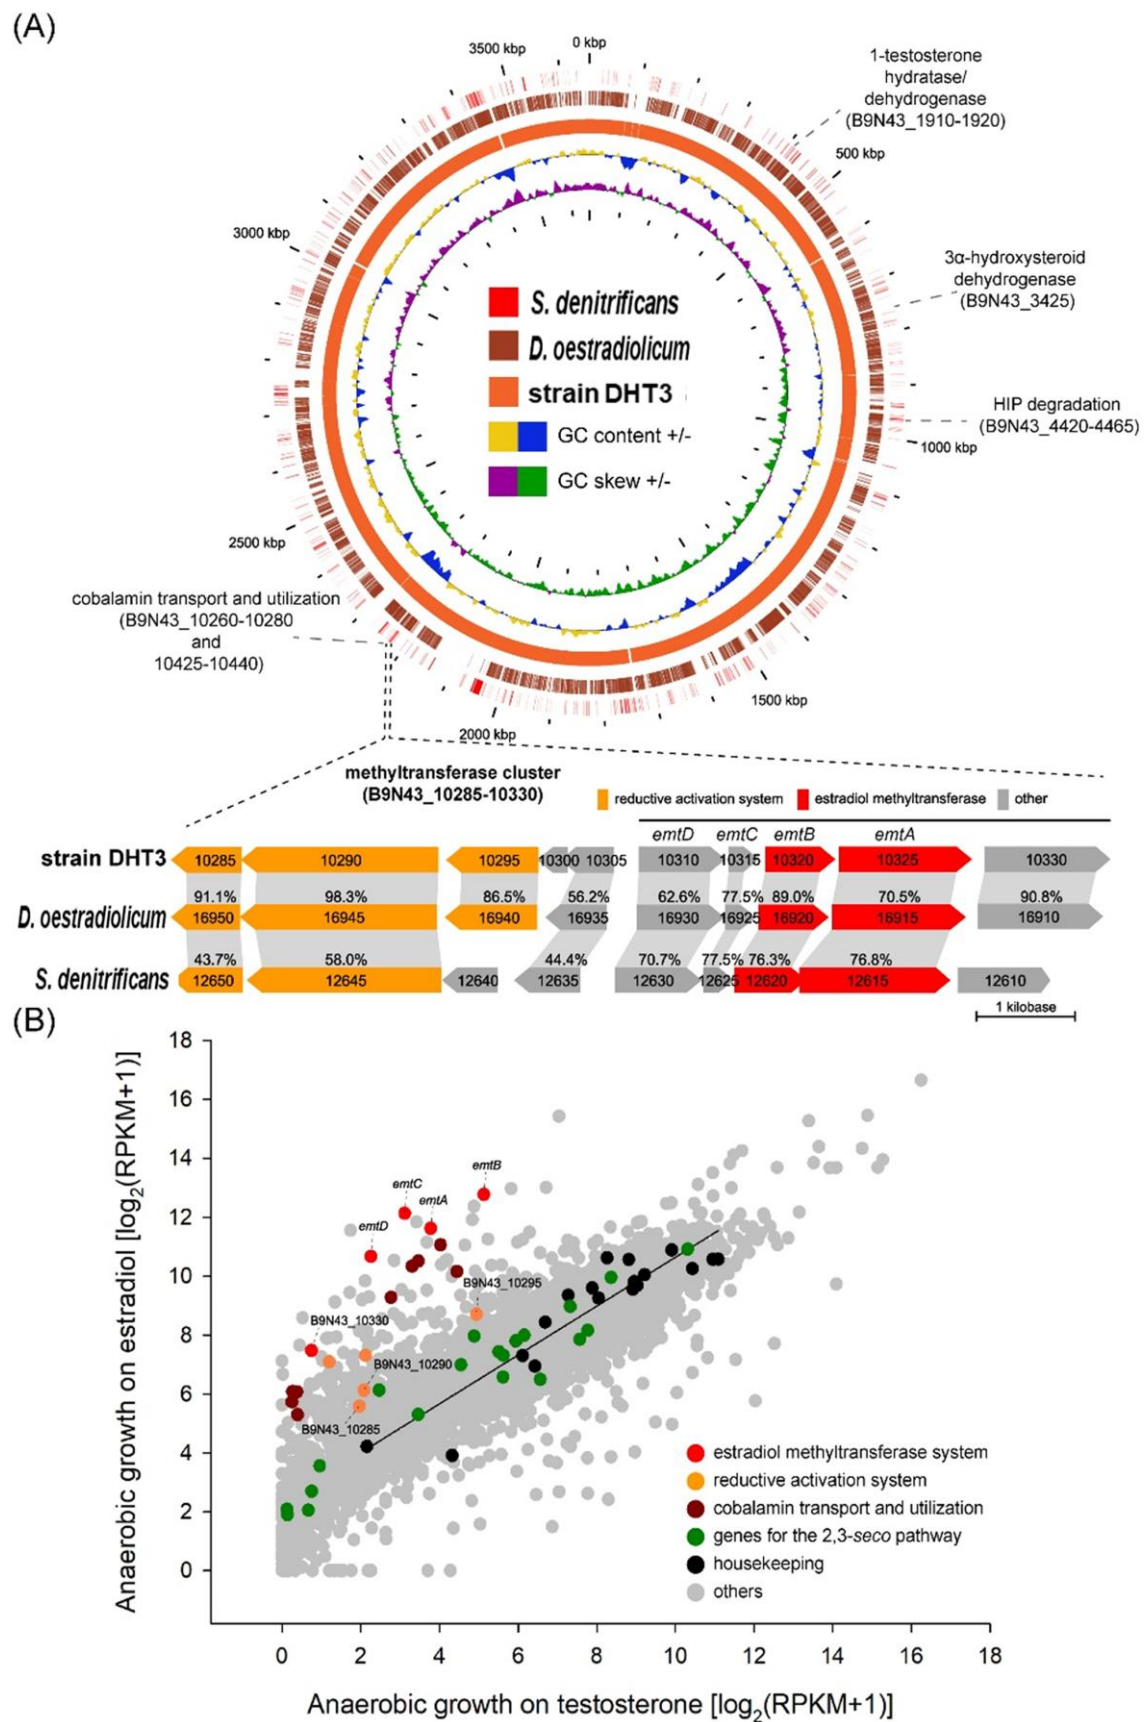 (A)
3500 kbp
0 kbp
1-testosterone
hydratase/
dehydrogenase
(B9N43_1910-1920)
500 kbp
3000 kbp
3α-hydroxysteroid
dehydrogenase
(B9N43_3425)
S. denitrificans
D. oestradiolicum
strain DHT3
GC content +/-
GC skew +/-
HIP degradation
(B9N43_4420-4465)
1000 kbp
2500 kbp
cobalamin transport and utilization
(B9N43_10260-10280
and
10425-10440)
1500 kbp
2000 kbp
methyltransferase cluster
(B9N43_10285-10330)
reductive activation system estradiol methyltransferase other
emtD emtC emtB emtA
strain DHT3 10285 10290 10295 10300 10305 10310 10315 10320 10325 10330
91.1% 98.3% 86.5% 56.2% 62.6% 77.5% 89.0% 70.5% 90.8%
D. oestradiolicum 16950 16945 16940 16935 16930 16925 16920 16915 16910
43.7% 58.0% 44.4% 70.7% 77.5% 76.3% 76.8%
S. denitrificans 12650 12645 12640 12635 12630 12625 12620 12615 12610
1 kilobase
(B)
Anaerobic growth on estradiol [log2(RPKM+1)]
18
16
14
12
10
8
6
4
2
0
emtB
emtC
emtA
emtD
B9N43_10295
B9N43_10330
B9N43_10290
B9N43_10285
estradiol methyltransferase system
reductive activation system
cobalamin transport and utilization
genes for the 2,3-seco pathway
housekeeping
others
0 2 4 6 8 10 12 14 16 18
Anaerobic growth on testosterone [log2(RPKM+1)]